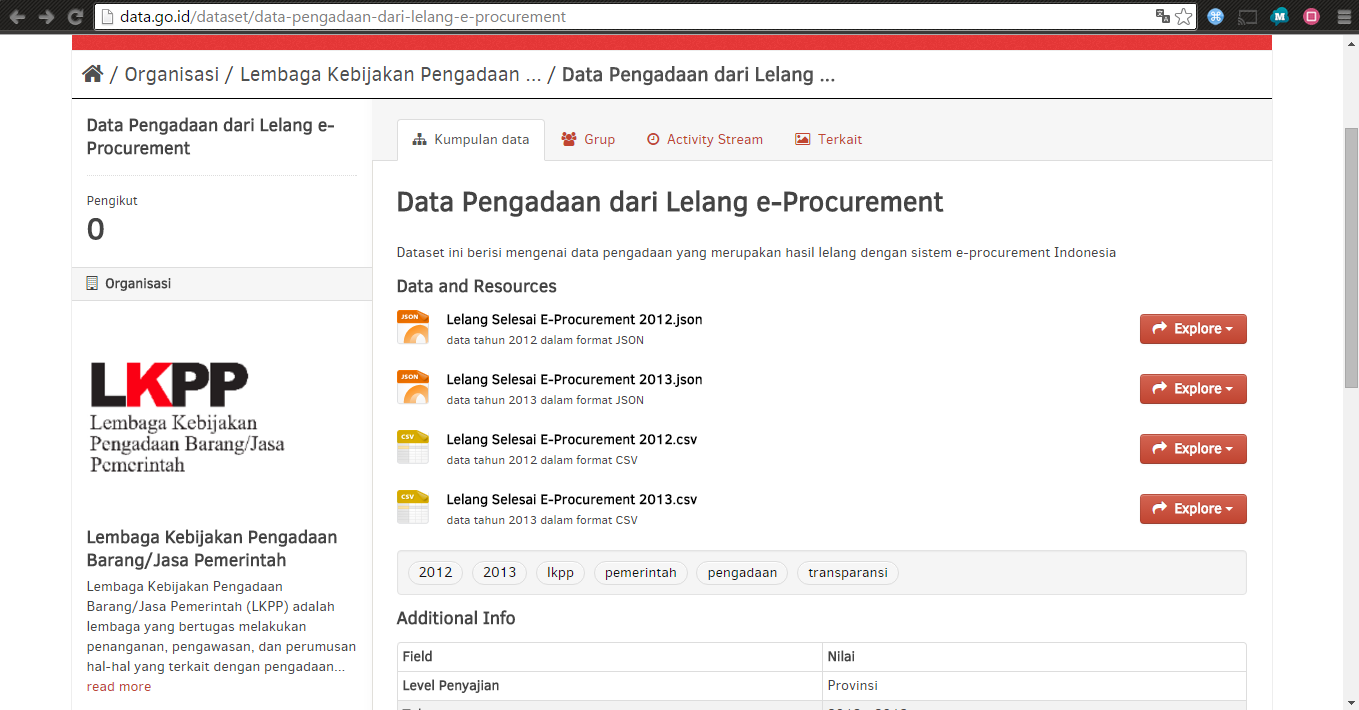 data.go.id/dataset/data-pengadaan-dari-lelang-e-procurement
/ Organisasi / Lembaga Kebijakan Pengadaan ... / Data Pengadaan dari Lelang ...
Data Pengadaan dari Lelang e-
Procurement
Pengikut
0
Organisasi
LKPP
Lembaga Kebijakan
Pengadaan Barang/Jasa
Pemerintah
Lembaga Kebijakan Pengadaan
Barang/Jasa Pemerintah
Lembaga Kebijakan Pengadaan
Barang/Jasa Pemerintah (LKPP) adalah
lembaga yang bertugas melakukan
penanganan, pengawasan, dan perumusan
hal-hal yang terkait dengan pengadaan...
read more
Kumpulan data Grup Activity Stream Terkait
Data Pengadaan dari Lelang e-Procurement
Dataset ini berisi mengenai data pengadaan yang merupakan hasil lelang dengan sistem e-procurement Indonesia
Data and Resources
JSON
Lelang Selesai E-Procurement 2012.json
data tahun 2012 dalam format JSON
Explore
JSON
Lelang Selesai E-Procurement 2013.json
data tahun 2013 dalam format JSON
Explore
CSV
Lelang Selesai E-Procurement 2012.csv
data tahun 2012 dalam format CSV
Explore
CSV
Lelang Selesai E-Procurement 2013.csv
data tahun 2013 dalam format CSV
Explore
2012 2013 lkpp pemerintah pengadaan transparansi
Additional Info
Field Nilai
Level Penyajian Provinsi